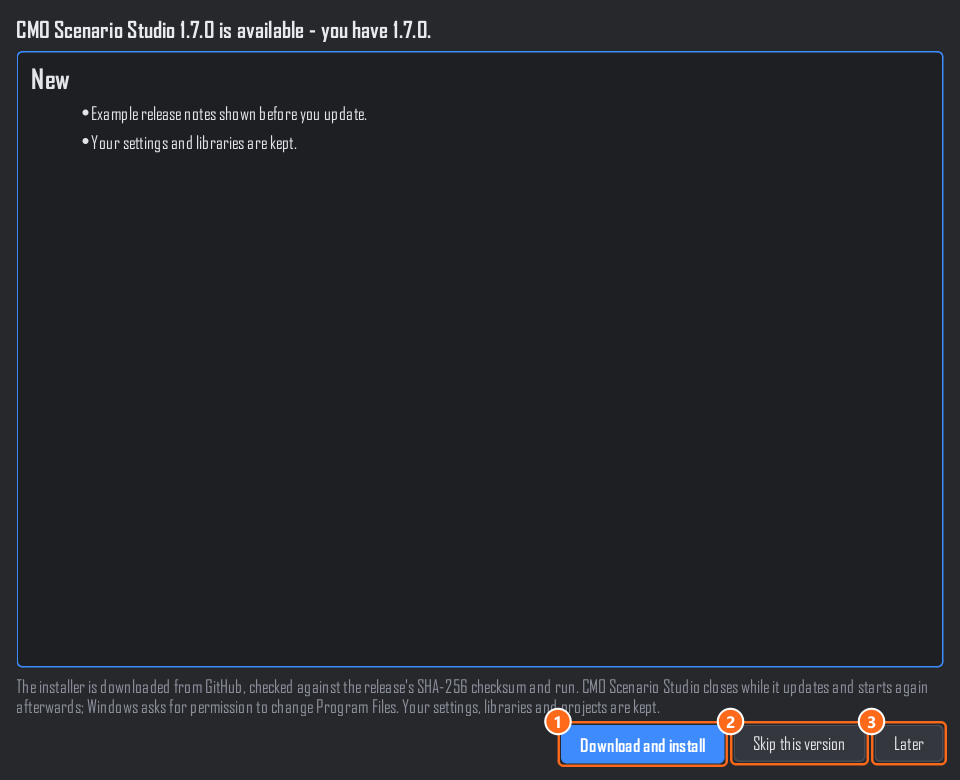 CMO Scenario Studio 1.7.0 is available - you have 1.7.0.
New
• Example release notes shown before you update.
• Your settings and libraries are kept.
The installer is downloaded from GitHub, checked against the release's SHA-256 checksum and run. CMO Scenario Studio closes while it updates and starts again
afterwards; Windows asks for permission to change Program Files. Your settings, libraries and projects are kept.
1 Download and install 2 Skip this version 3 Later